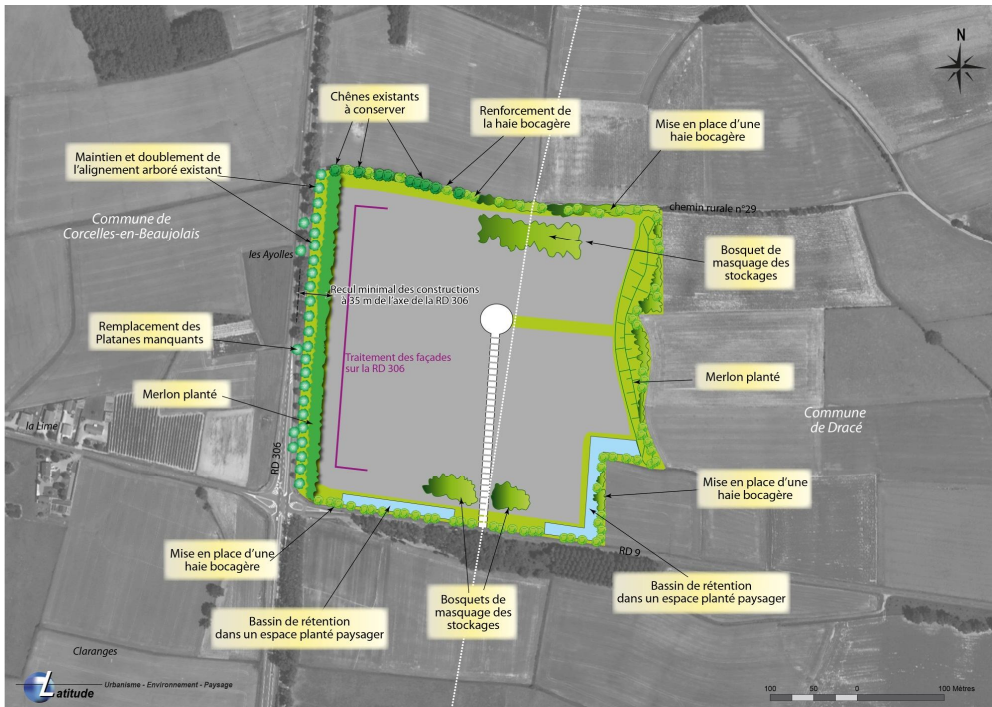 N
Chênes existants
à conserver
Renforcement de
la haie bocagère
Mise en place d'une
haie bocagère
Maintien et doublement de
l'alignement arboré existant
chemin rurale n°29
Commune de
Corcelles-en-Beaujolais
les Ayolles
Bosquet de
masquage des
stockages
Recul minimal des constructions
à 35 m de l'axe de la RD 306
Remplacement des
Platanes manquants
Traitement des façades
sur la RD 306
Merlon planté
Merlon planté
Commune
de Dracé
la Lime
RD 306
Mise en place d'une
haie bocagère
Mise en place d'une
haie bocagère
RD 9
Bassin de rétention
dans un espace planté paysager
Bosquets de
masquage des
stockages
Bassin de rétention
dans un espace planté paysager
Claranges
Latitude
Urbanisme - Environnement - Paysage
100 50 0 100 Mètres